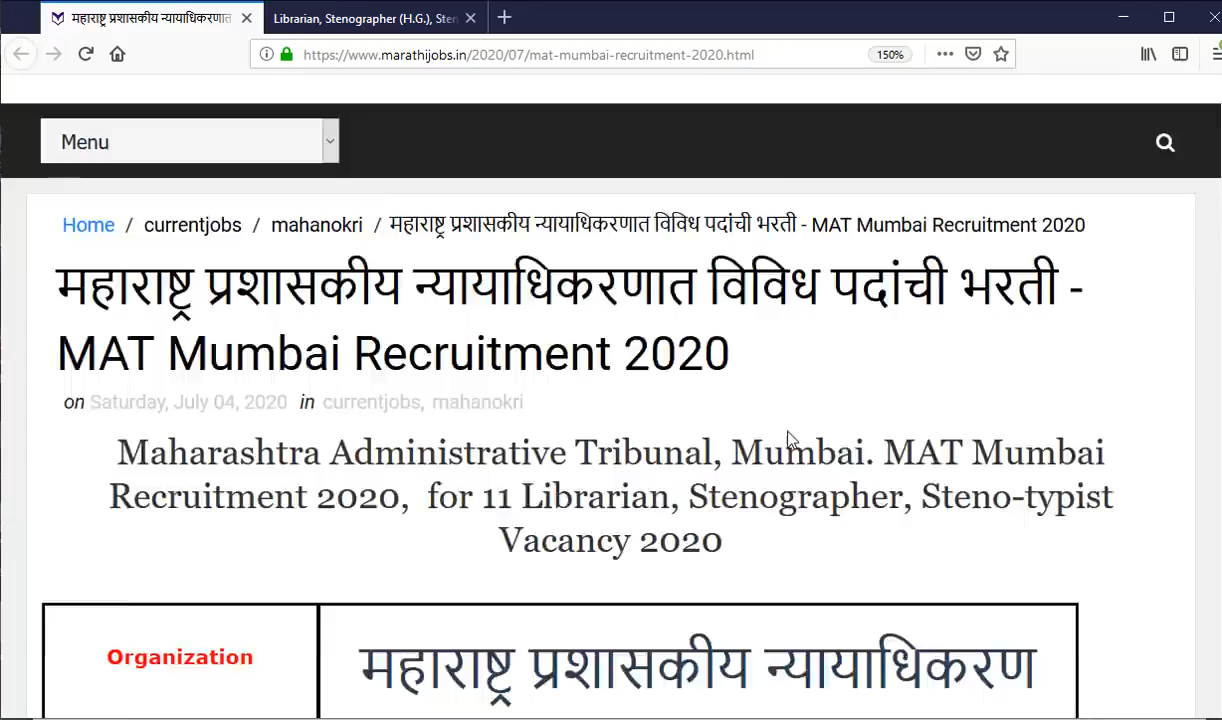 महाराष्ट्र प्रशासकीय न्यायाधिकरणात
Librarian, Stenographer (H.G.), Sten
https://www.marathijobs.in/2020/07/mat-mumbai-recruitment-2020.html
150%
Menu
Home / currentjobs / mahanokri / महाराष्ट्र प्रशासकीय न्यायाधिकरणात विविध पदांची भरती - MAT Mumbai Recruitment 2020
महाराष्ट्र प्रशासकीय न्यायाधिकरणात विविध पदांची भरती -
MAT Mumbai Recruitment 2020
on Saturday, July 04, 2020 in currentjobs, mahanokri
Maharashtra Administrative Tribunal, Mumbai. MAT Mumbai
Recruitment 2020, for 11 Librarian, Stenographer, Steno-typist
Vacancy 2020
Organization
महाराष्ट्र प्रशासकीय न्यायाधिकरण